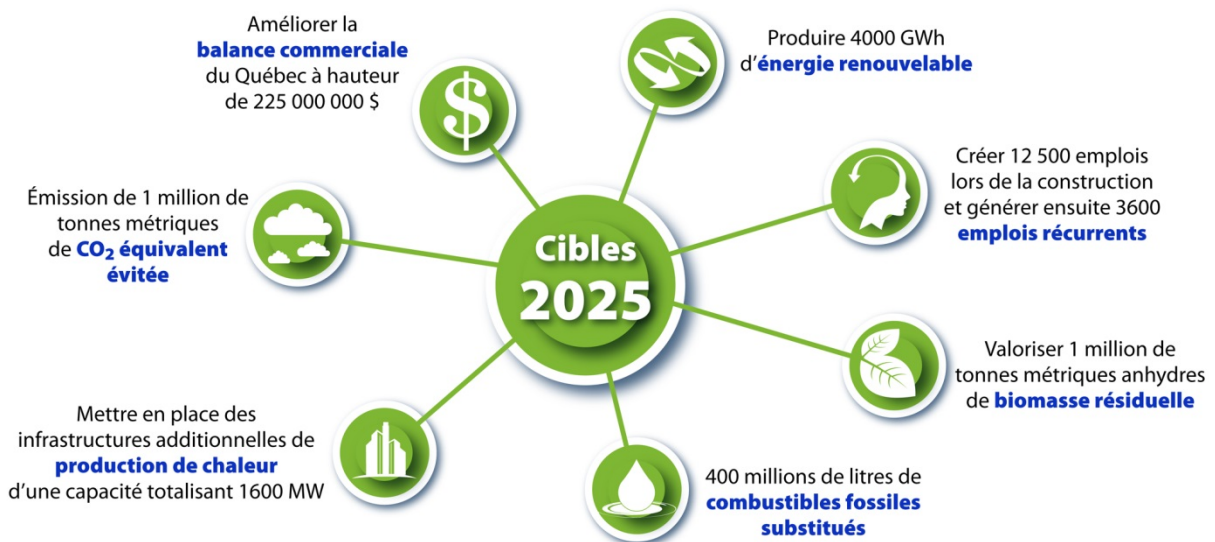 Améliorer la
balance commerciale
du Québec à hauteur
de 225 000 000 $
Produire 4000 GWh
d'énergie renouvelable
Créer 12 500 emplois
lors de la construction
et générer ensuite 3600
emplois récurrents
Émission de 1 million de
tonnes métriques
de CO₂ équivalent
évitée
$
Cibles
2025
Valoriser 1 million de
tonnes métriques anhydres
de biomasse résiduelle
Mettre en place des
infrastructures additionnelles de
production de chaleur
d'une capacité totalisant 1600 MW
400 millions de litres de
combustibles fossiles
substitués